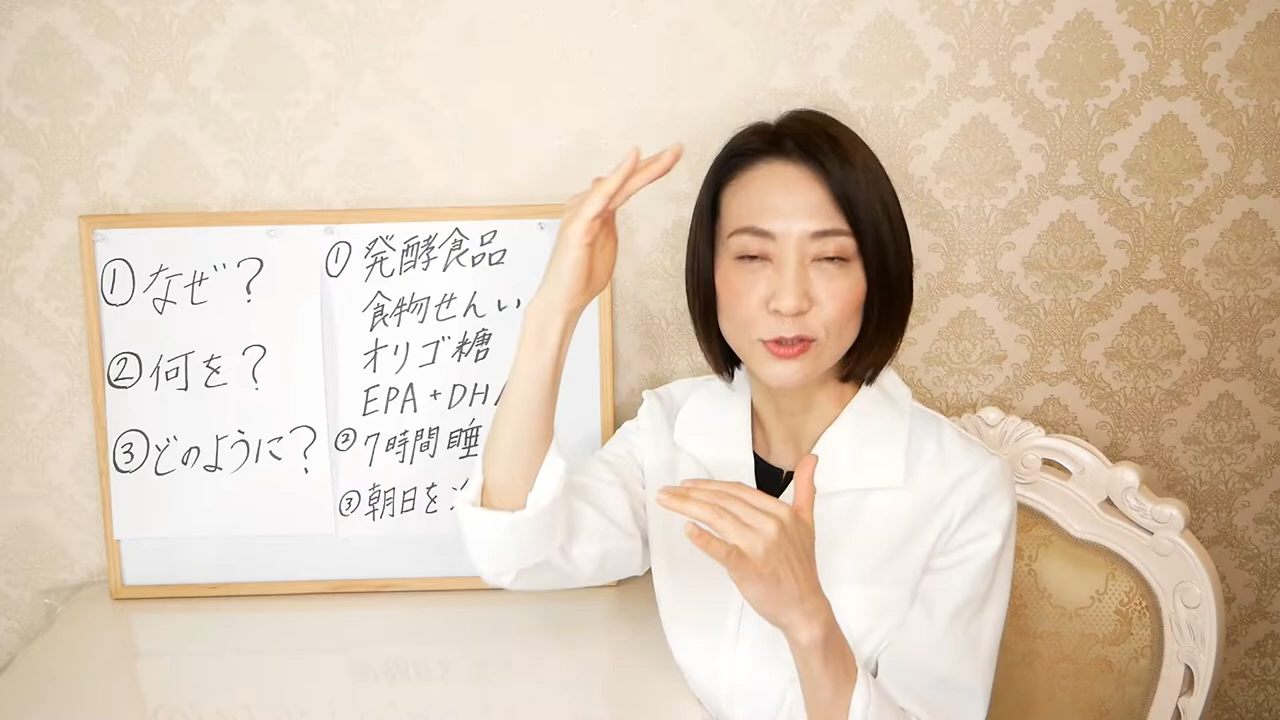 ① なぜ?
② 何を?
③ どのように?
① 発酵食品
食物せんい
オリゴ糖
EPA+DH
② 7時間睡
③ 朝日を